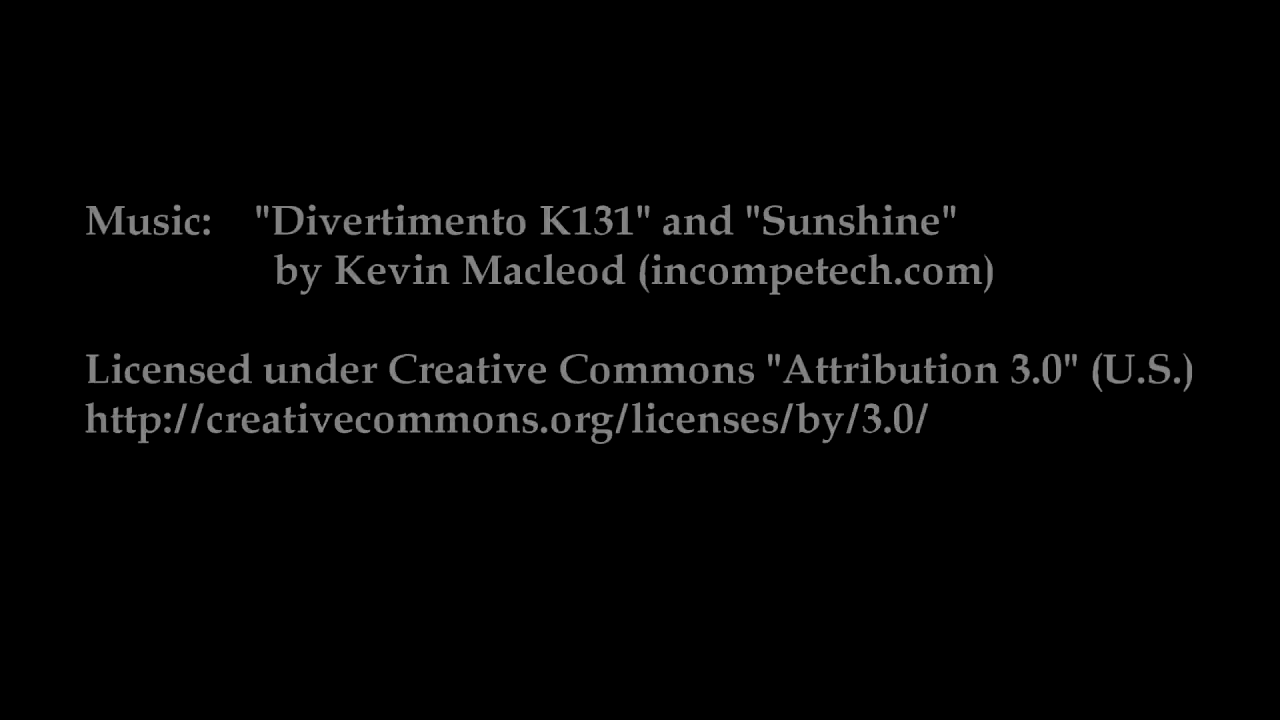 Music: "Divertimento K131" and "Sunshine"
by Kevin Macleod (incompetech.com)
Licensed under Creative Commons "Attribution 3.0" (U.S.)
http://creativecommons.org/licenses/by/3.0/